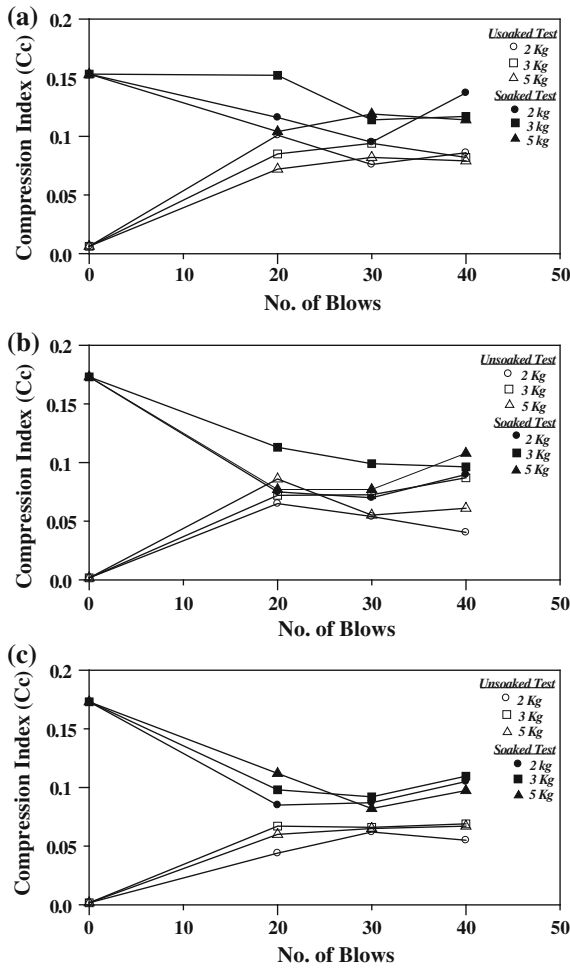 (a)
0.2
0.15
0.1
0.05
0.0
Compression Index (Cc)
Usoaked Test
2 Kg
3 Kg
5 Kg
Soaked Test
2 kg
3 kg
5 kg
0 10 20 30 40 50
No. of Blows
(b)
0.2
0.15
0.1
0.05
0.0
Compression Index (Cc)
Unsoaked Test
2 Kg
3 Kg
5 Kg
Soaked Test
2 Kg
3 Kg
5 Kg
0 10 20 30 40 50
No. of Blows
(c)
0.2
0.15
0.1
0.05
0.0
Compression Index (Cc)
Unsoaked Test
2 Kg
3 Kg
5 Kg
Soaked Test
2 kg
3 Kg
5 Kg
0 10 20 30 40 50
No. of Blows